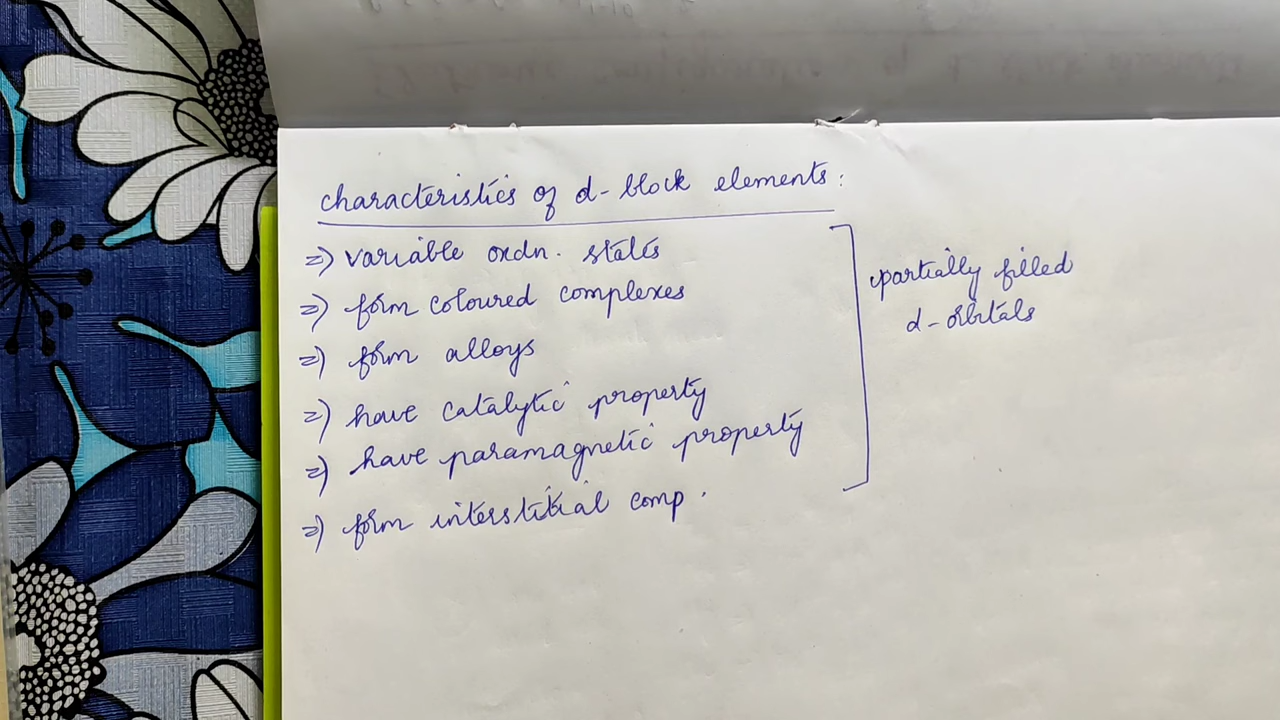 characteristics of d-block elements:
=) variable oxdn. states
=) form coloured complexes
=) form alloys
=) have catalytic property
=) have paramagnetic property
=) form interstitial comp.
partially filled
d-orbitals